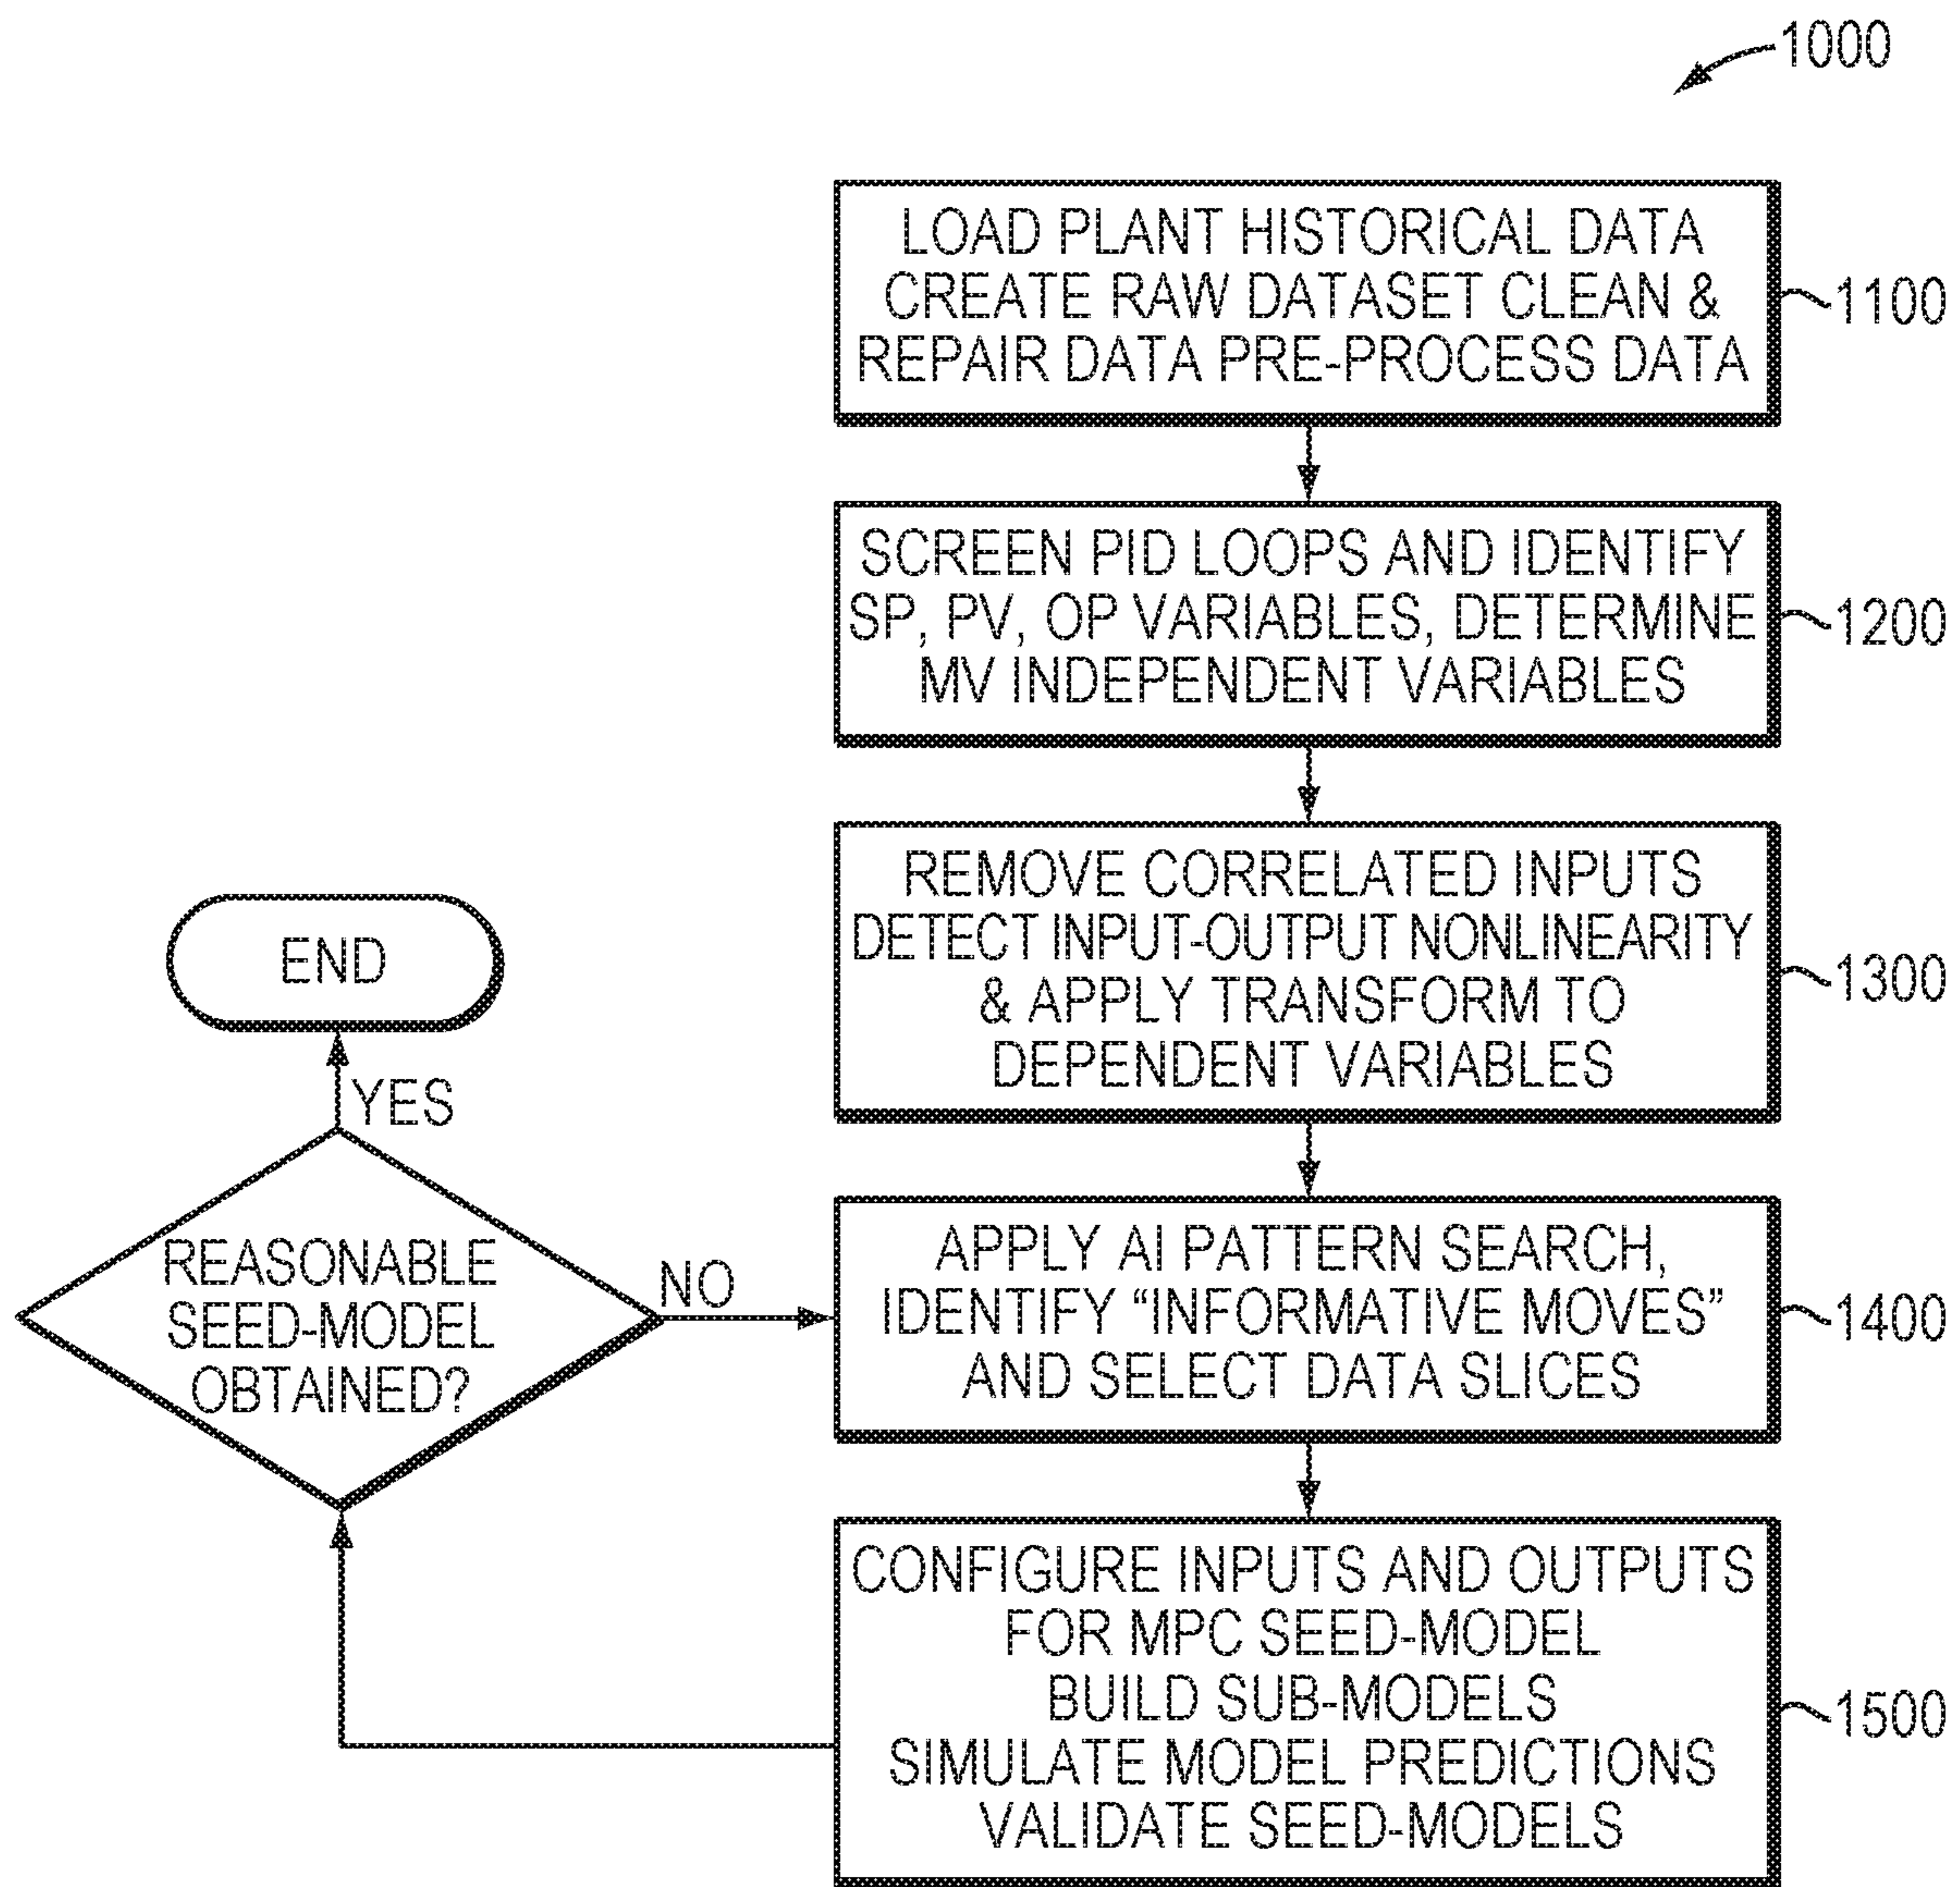 1000
LOAD PLANT HISTORICAL DATA
CREATE RAW DATASET CLEAN &
REPAIR DATA PRE-PROCESS DATA
1100
SCREEN PID LOOPS AND IDENTIFY
SP, PV, OP VARIABLES, DETERMINE
MV INDEPENDENT VARIABLES
1200
REMOVE CORRELATED INPUTS
DETECT INPUT-OUTPUT NONLINEARITY
& APPLY TRANSFORM TO
DEPENDENT VARIABLES
1300
END
YES
REASONABLE
SEED-MODEL
OBTAINED?
NO
APPLY AI PATTERN SEARCH,
IDENTIFY “INFORMATIVE MOVES”
AND SELECT DATA SLICES
1400
CONFIGURE INPUTS AND OUTPUTS
FOR MPC SEED-MODEL
BUILD SUB-MODELS
SIMULATE MODEL PREDICTIONS
VALIDATE SEED-MODELS
1500